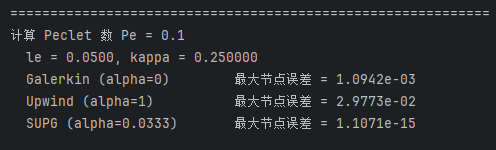 ============================================================
计算 Peclet 数 Pe = 0.1
le = 0.0500, kappa = 0.250000
Galerkin (alpha=0) 最大节点误差 = 1.0942e-03
Upwind (alpha=1) 最大节点误差 = 2.9773e-02
SUPG (alpha=0.0333) 最大节点误差 = 1.1071e-15